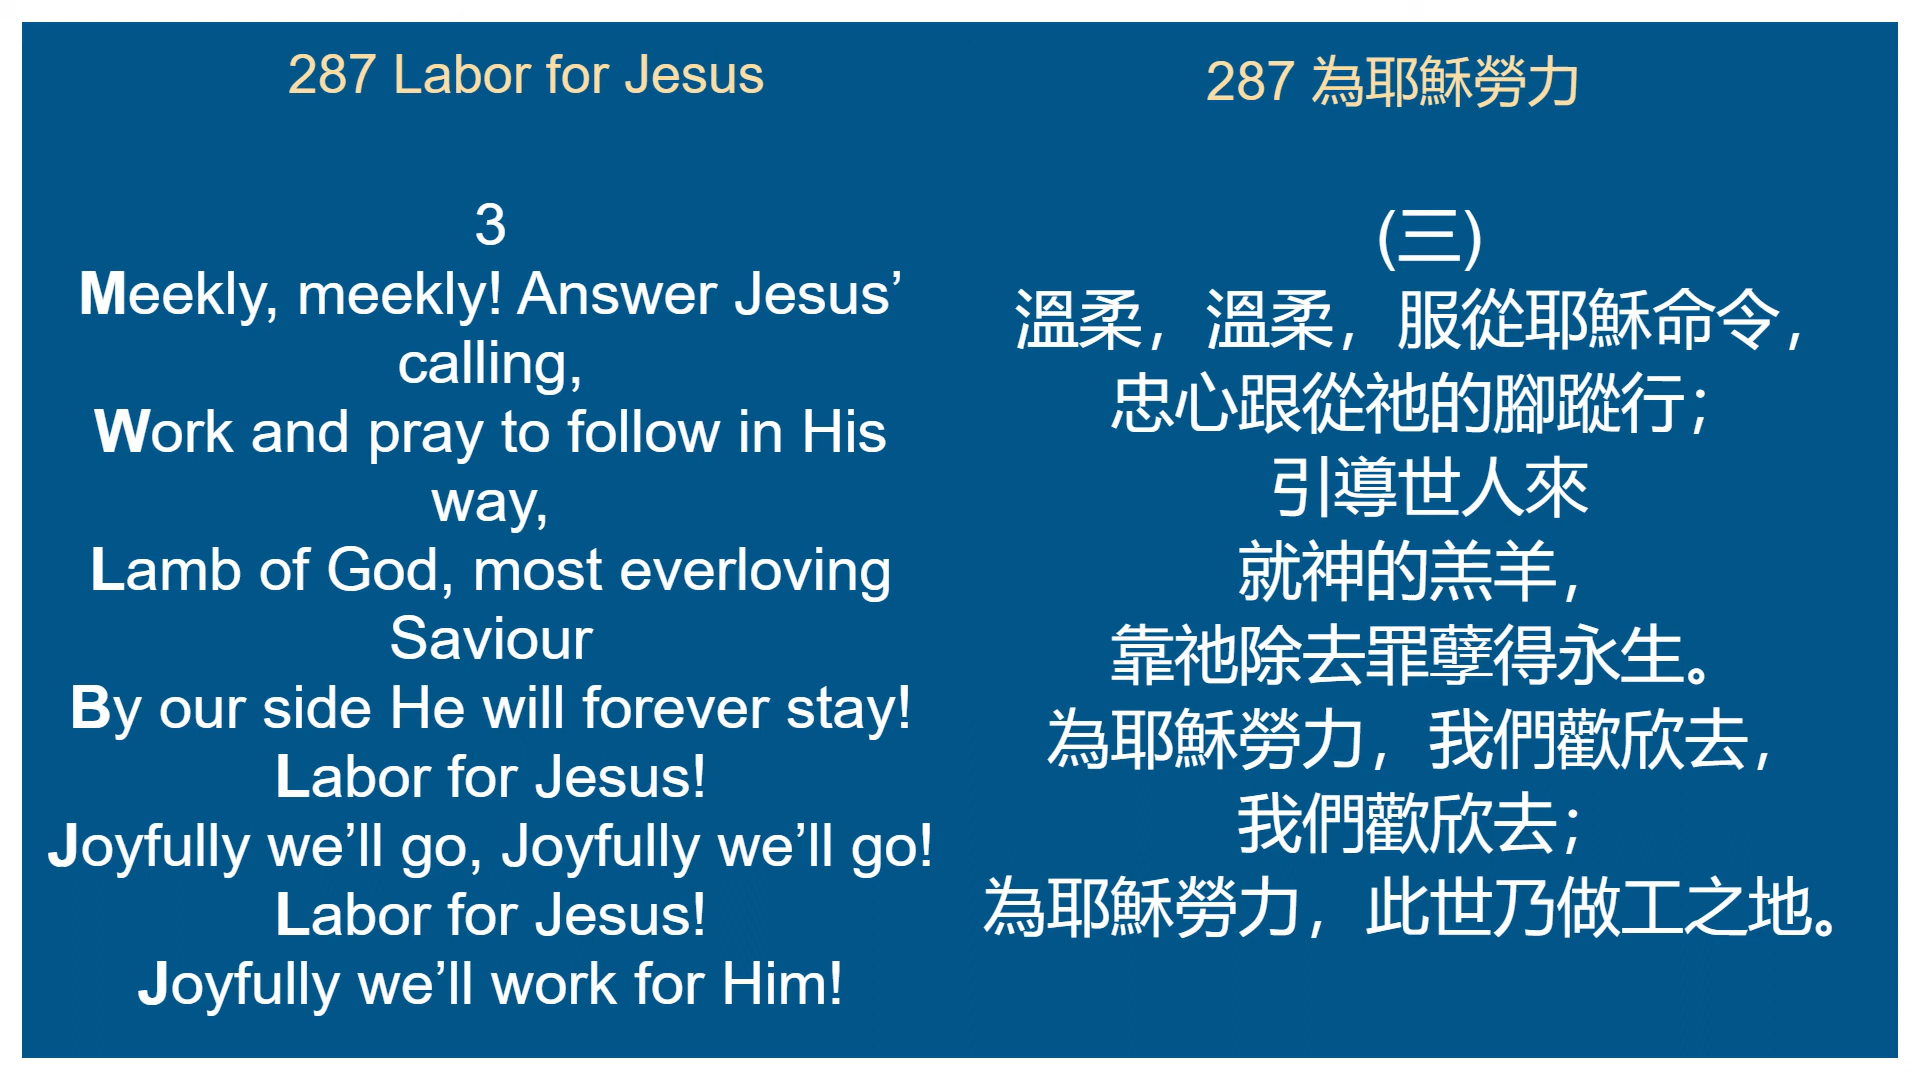 287 Labor for Jesus
3
Meekly, meekly! Answer Jesus’
calling,
Work and pray to follow in His
way,
Lamb of God, most everloving
Saviour
By our side He will forever stay!
Labor for Jesus!
Joyfully we’ll go, Joyfully we’ll go!
Labor for Jesus!
Joyfully we’ll work for Him!
287 為耶穌勞力
(三)
溫柔，溫柔，服從耶穌命令，
忠心跟從祂的腳蹤行；
引導世人來
就神的羔羊，
靠祂除去罪孽得永生。
為耶穌勞力，我們歡欣去，
我們歡欣去；
為耶穌勞力，此世乃做工之地。